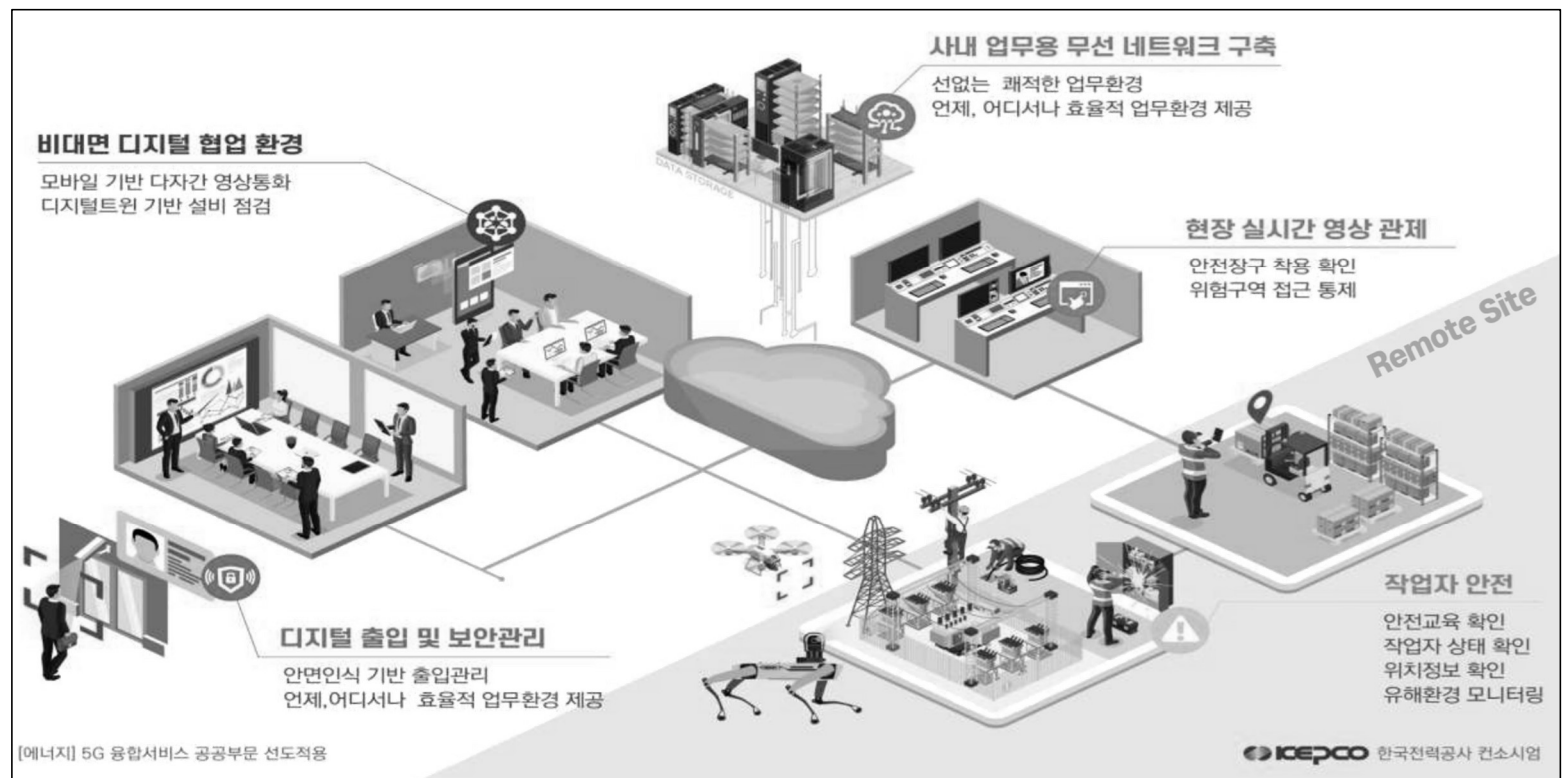 사내 업무용 무선 네트워크 구축
선없는 쾌적한 업무환경
언제, 어디서나 효율적 업무환경 제공
비대면 디지털 협업 환경
모바일 기반 다자간 영상통화
디지털트윈 기반 설비 점검
DATA STORAGE
현장 실시간 영상 관제
안전장구 착용 확인
위험구역 접근 통제
Remote Site
작업자 안전
안전교육 확인
작업자 상태 확인
위치정보 확인
유해환경 모니터링
디지털 출입 및 보안관리
안면인식 기반 출입관리
언제,어디서나 효율적 업무환경 제공
[에너지] 5G 융합서비스 공공부문 선도적용
KEPCO 한국전력공사 컨소시엄